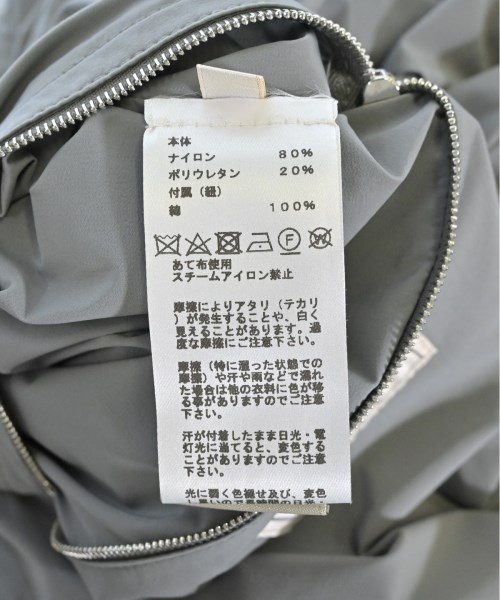 本体
ナイロン 80%
ポリウレタン 20%
付属(紐)
綿 100%
あて布使用
スチームアイロン禁止
摩擦によりアタリ(テカリ
)が発生することや、白く
見えることがあります。過
度な摩擦にご注意下さい。
摩擦(特に湿った状態での
摩擦)や汗や雨などで濡れ
た場合は他の衣料に色が移
る事がありますのでご注意
下さい。
汗が付着したまま日光・電
灯光に当てると、変色する
ことがありますのでご注意
下さい。
光に弱く色褪せ及び、変色